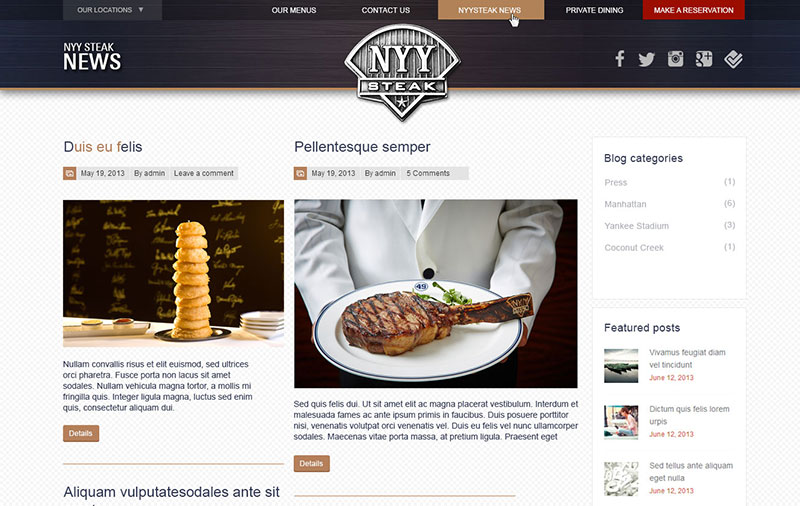 OUR LOCATIONS
OUR MENUS
CONTACT US
NYYSTEAK NEWS
PRIVATE DINING
MAKE A RESERVATION
NYY STEAK
NEWS
NYY
STEAK
Duis eu felis
May 19, 2013
By admin
Leave a comment
Nullam convallis risus et elit euismod, sed ultrices
orci pharetra. Fusce porta non lacus sit amet
sodales. Nullam vehicula magna tortor, a mollis mi
fringilla quis. Integer ligula magna, luctus sed enim
quis, consectetur aliquam dui.
Details
Aliquam vulputatesodales ante sit
Pellentesque semper
May 19, 2013
By admin
5 Comments
49
NYY
Sed quis felis dui. Ut sit amet elit ac magna placerat vestibulum. Interdum et
malesuada fames ac ante ipsum primis in faucibus. Duis posuere porttitor
nisi, venenatis volutpat orci venenatis vel. Duis eu felis vel nunc ullamcorper
sodales. Maecenas vitae porta massa, at pretium ligula. Praesent eget
Details
Blog categories
Press (1)
Manhattan (6)
Yankee Stadium (3)
Coconut Creek (1)
Featured posts
Vivamus feugiat diam
vel tincidunt
June 12, 2013
Dictum quis felis lorem
urpis
June 12, 2013
Sed tellus ante aliquam
eget nulla
June 12, 2013